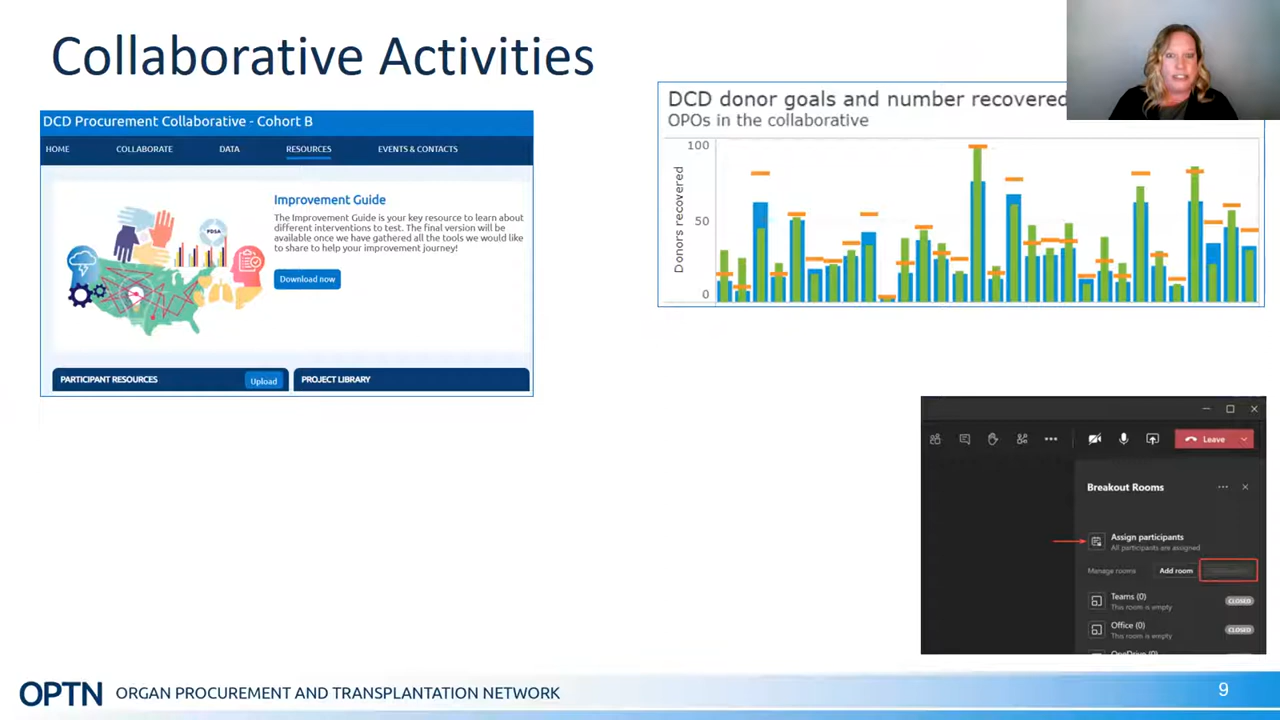 Collaborative Activities
DCD Procurement Collaborative - Cohort B
HOME COLLABORATE DATA RESOURCES EVENTS & CONTACTS
PDSA
Improvement Guide
The Improvement Guide is your key resource to learn about
different interventions to test. The final version will be
available once we have gathered all the tools we would like
to share to help your improvement journey!
Download now
PARTICIPANT RESOURCES Upload PROJECT LIBRARY
DCD donor goals and number recovered
OPOs in the collaborative
Donors recovered
100
50
0
Leave
Breakout Rooms
Assign participants
All participants are assigned
Manage rooms Add room
Teams (0)
This room is empty
CLOSED
Office (0)
This room is empty
CLOSED
OneDrive (0)
OPTN ORGAN PROCUREMENT AND TRANSPLANTATION NETWORK
9